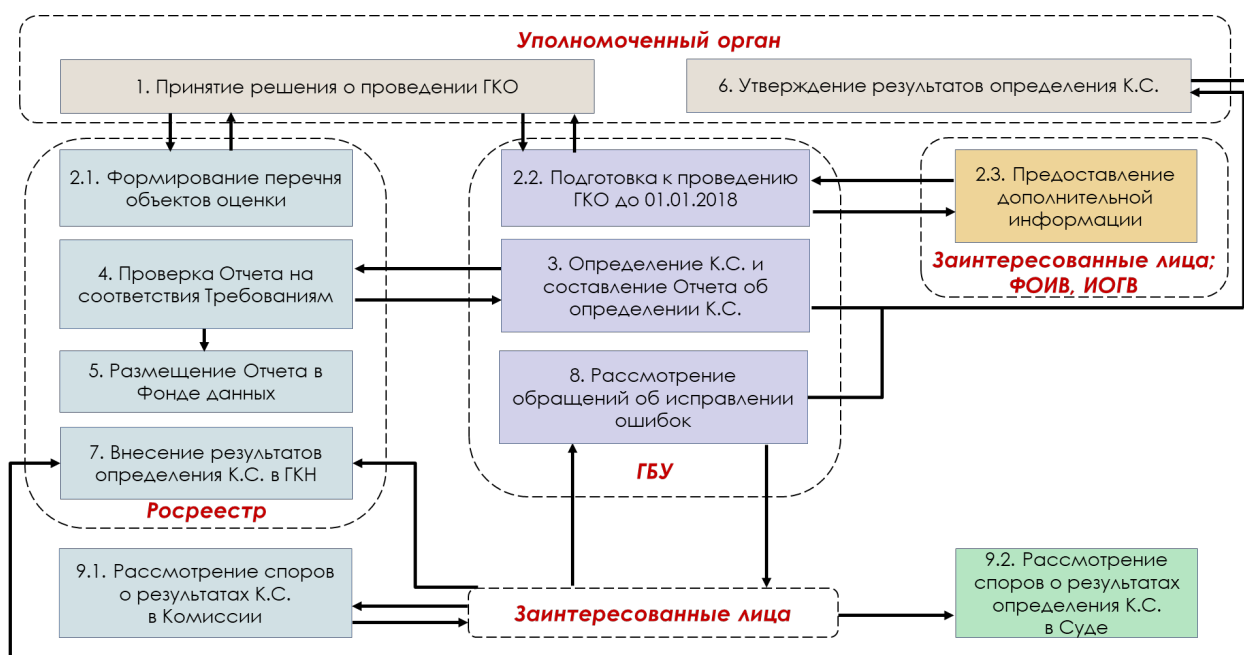 Уполномоченный орган
1. Принятие решения о проведении ГКО
6. Утверждение результатов определения К.С.
2.1. Формирование перечня
объектов оценки
2.2. Подготовка к проведению
ГКО до 01.01.2018
2.3. Предоставление
дополнительной
информации
4. Проверка Отчета на
соответствия Требованиям
3. Определение К.С. и
составление Отчета об
определении К.С.
Заинтересованные лица;
ФОИВ, ИОГВ
5. Размещение Отчета в
Фонде данных
8. Рассмотрение
обращений об исправлении
ошибок
7. Внесение результатов
определения К.С. в ГКН
Росреестр
ГБУ
9.1. Рассмотрение споров
о результатах К.С.
в Комиссии
Заинтересованные лица
9.2. Рассмотрение
споров о результатах
определения К.С.
в Суде